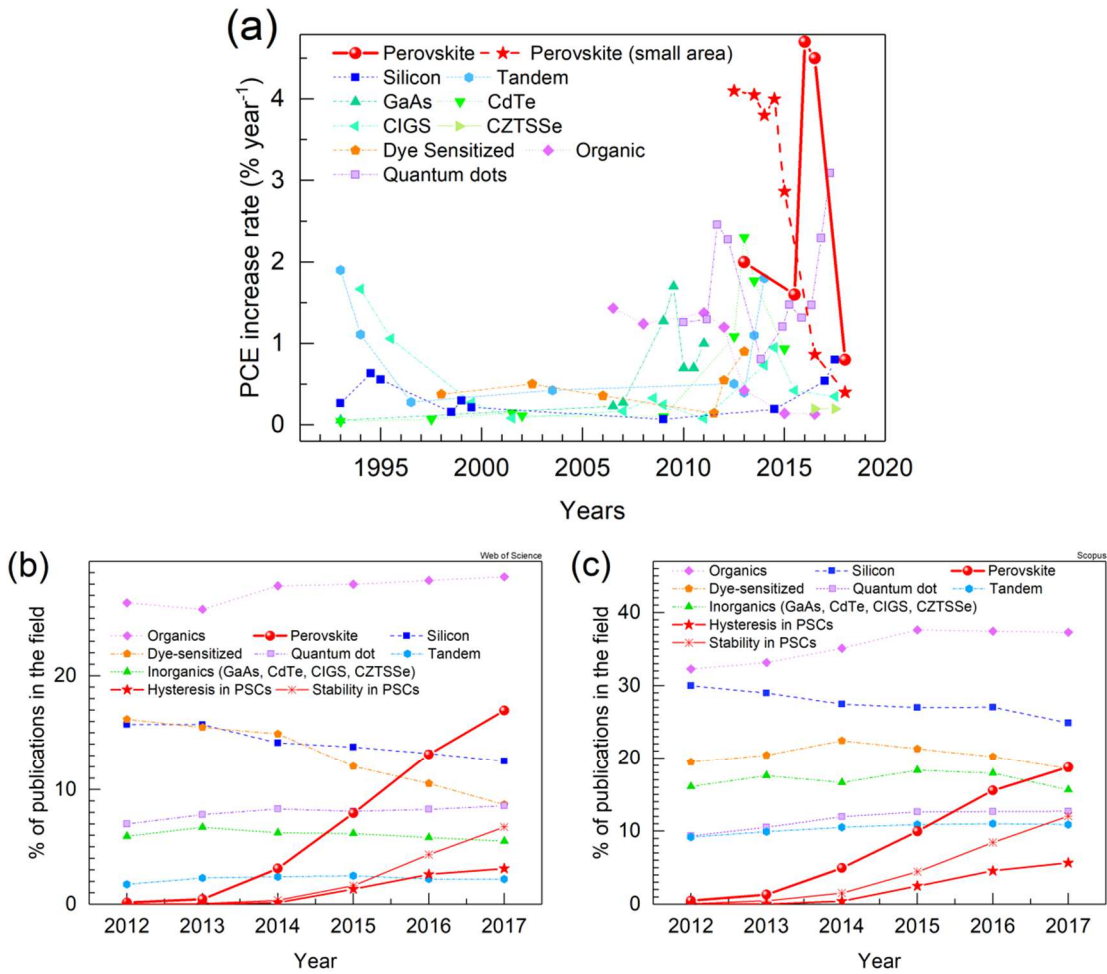 (a)
PCE increase rate (% year⁻¹)
Perovskite Perovskite (small area)
Silicon Tandem
GaAs CdTe
CIGS CZTSSe
Dye Sensitized Organic
Quantum dots
4
3
2
1
0
1995 2000 2005 2010 2015 2020
Years
(b)
Web of Science
% of publications in the field
Organics Perovskite Silicon
Dye-sensitized Quantum dot Tandem
Inorganics (GaAs, CdTe, CIGS, CZTSSe)
Hysteresis in PSCs Stability in PSCs
20
10
0
2012 2013 2014 2015 2016 2017
Year
(c)
Scopus
% of publications in the field
Organics Silicon Perovskite
Dye-sensitized Quantum dot Tandem
Inorganics (GaAs, CdTe, CIGS, CZTSSe)
Hysteresis in PSCs
Stability in PSCs
40
30
20
10
0
2012 2013 2014 2015 2016 2017
Year